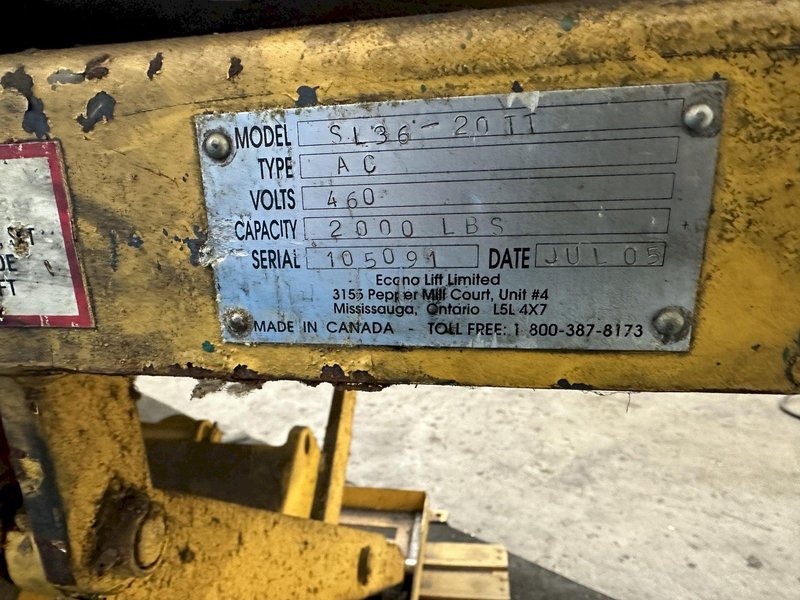 MODEL SL36-20TT
TYPE AC
VOLTS 460
CAPACITY 2000 LBS
SERIAL 105091 DATE JUL 05
Econo Lift Limited
3155 Pepper Mill Court, Unit #4
Mississauga, Ontario L5L 4X7
MADE IN CANADA - TOLL FREE: 1 800-387-8173